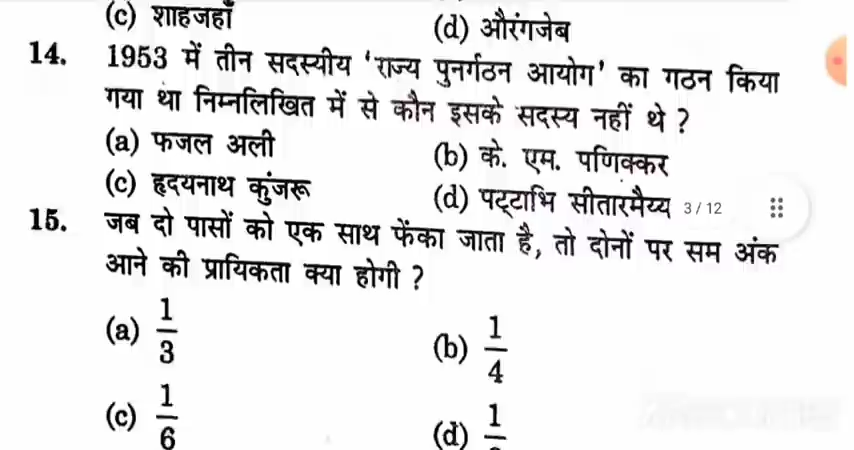 (c) शाहजहाँ (d) औरंगजेब
14. 1953 में तीन सदस्यीय ‘राज्य पुनर्गठन आयोग’ का गठन किया
गया था निम्नलिखित में से कौन इसके सदस्य नहीं थे ?
(a) फजल अली (b) के. एम. पणिक्कर
(c) हृदयनाथ कुंजरू (d) पट्टाभि सीतारमैय्य 3 / 12
15. जब दो पासों को एक साथ फेंका जाता है, तो दोनों पर सम अंक
आने की प्रायिकता क्या होगी ?
(a) 1/3 (b) 1/4
(c) 1/6 (d) 1/